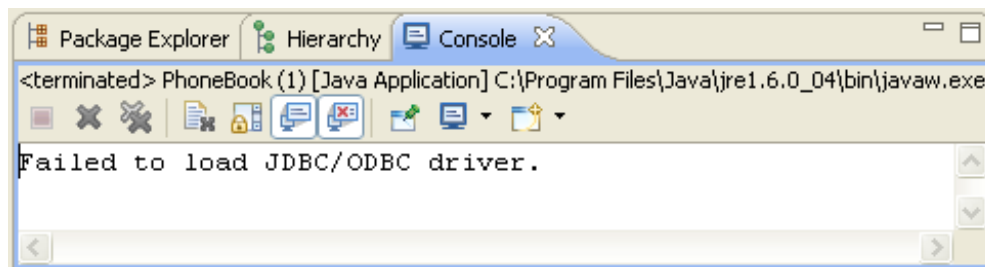 Package Explorer Hierarchy Console
<terminated> PhoneBook (1) [Java Application] C:\Program Files\Java\jre1.6.0_04\bin\javaw.exe
Failed to load JDBC/ODBC driver.